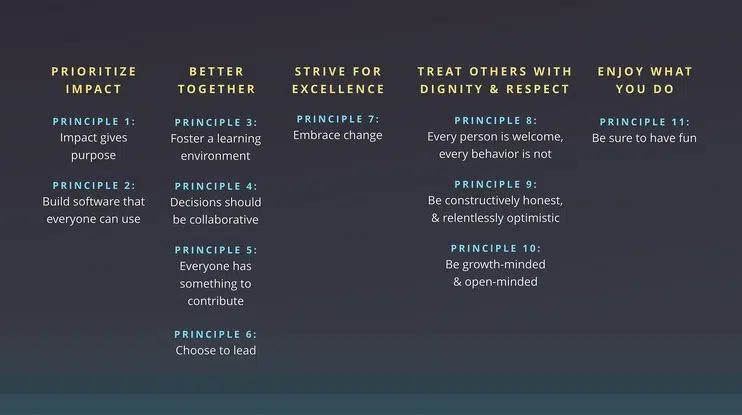 PRIORITIZE
IMPACT
PRINCIPLE 1:
Impact gives
purpose
PRINCIPLE 2:
Build software that
everyone can use
BETTER
TOGETHER
PRINCIPLE 3:
Foster a learning
environment
PRINCIPLE 4:
Decisions should
be collaborative
PRINCIPLE 5:
Everyone has
something to
contribute
PRINCIPLE 6:
Choose to lead
STRIVE FOR
EXCELLENCE
PRINCIPLE 7:
Embrace change
TREAT OTHERS WITH
DIGNITY & RESPECT
PRINCIPLE 8:
Every person is welcome,
every behavior is not
PRINCIPLE 9:
Be constructively honest,
& relentlessly optimistic
PRINCIPLE 10:
Be growth-minded
& open-minded
ENJOY WHAT
YOU DO
PRINCIPLE 11:
Be sure to have fun